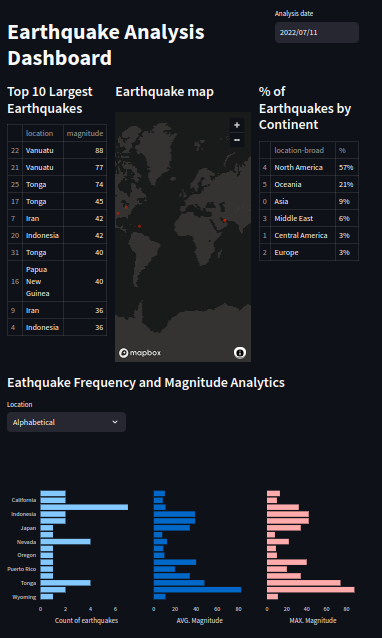 Analysis date
2022/07/11
Earthquake Analysis
Dashboard
Top 10 Largest
Earthquakes
location magnitude
22 Vanuatu 88
21 Vanuatu 77
25 Tonga 74
17 Tonga 45
7 Iran 42
20 Indonesia 42
31 Tonga 40
16 Papua New Guinea 40
9 Iran 36
4 Indonesia 36
Earthquake map
+
−
mapbox
% of
Earthquakes by
Continent
location-broad %
4 North America 57%
5 Oceania 21%
0 Asia 9%
3 Middle East 6%
1 Central America 3%
2 Europe 3%
Eathquake Frequency and Magnitude Analytics
Location
Alphabetical
California
Indonesia
Japan
Nevada
Oregon
Puerto Rico
Tonga
Wyoming
0 2 4 6
Count of earthquakes
0 20 40 60 80
AVG. Magnitude
0 20 40 60 80
MAX. Magnitude